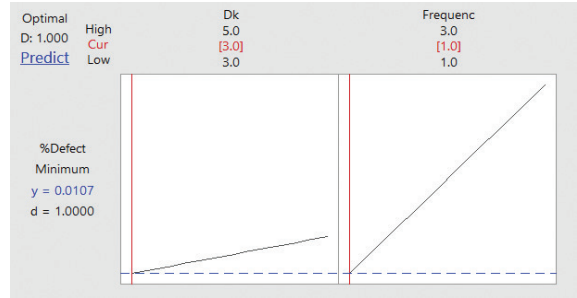 Optimal
D: 1.000
Predict
High
Cur
Low
Dk
5.0
[3.0]
3.0
Frequenc
3.0
[1.0]
1.0
%Defect
Minimum
y = 0.0107
d = 1.0000